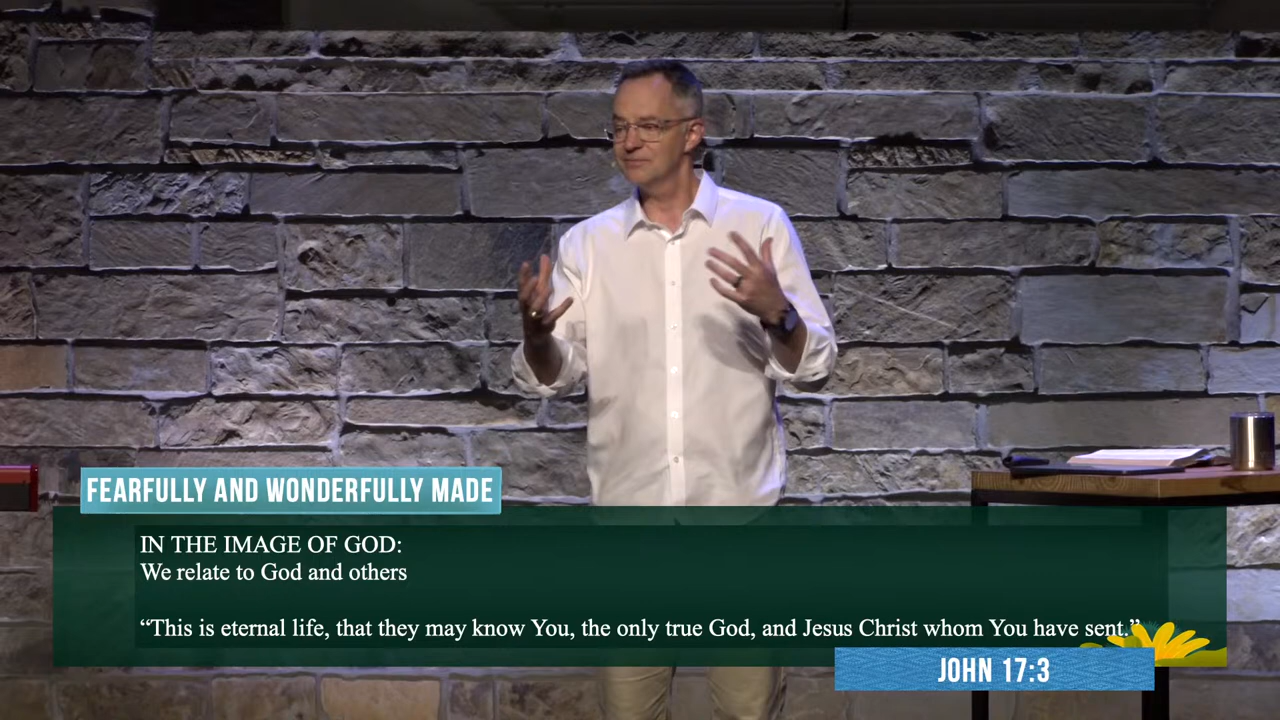 FEARFULLY AND WONDERFULLY MADE
IN THE IMAGE OF GOD:
We relate to God and others
“This is eternal life, that they may know You, the only true God, and Jesus Christ whom You have sent.”
JOHN 17:3